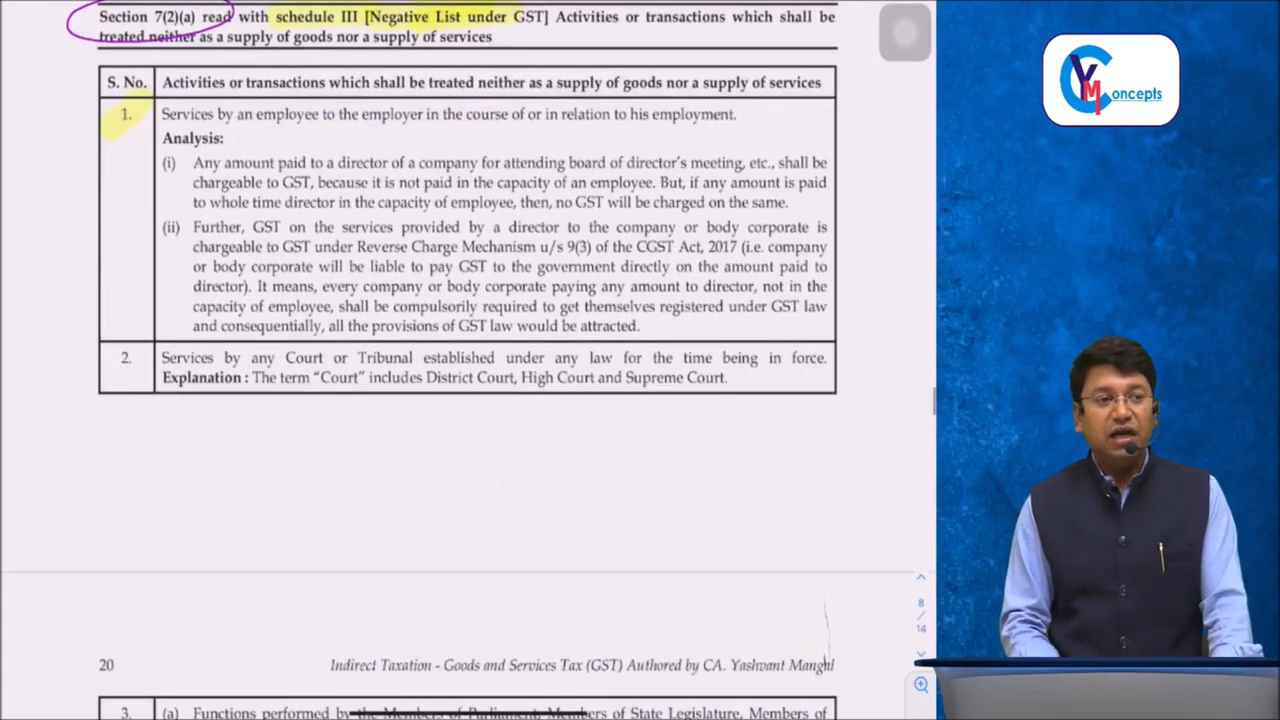 Section 7(2)(a) read with schedule III [Negative List under GST] Activities or transactions which shall be
treated neither as a supply of goods nor a supply of services
S. No. Activities or transactions which shall be treated neither as a supply of goods nor a supply of services
1. Services by an employee to the employer in the course of or in relation to his employment.
Analysis:
(i) Any amount paid to a director of a company for attending board of director's meeting, etc., shall be
chargeable to GST, because it is not paid in the capacity of an employee. But, if any amount is paid
to whole time director in the capacity of employee, then, no GST will be charged on the same.
(ii) Further, GST on the services provided by a director to the company or body corporate is
chargeable to GST under Reverse Charge Mechanism u/s 9(3) of the CGST Act, 2017 (i.e. company
or body corporate will be liable to pay GST to the government directly on the amount paid to
director). It means, every company or body corporate paying any amount to director, not in the
capacity of employee, shall be compulsorily required to get themselves registered under GST law
and consequentially, all the provisions of GST law would be attracted.
2. Services by any Court or Tribunal established under any law for the time being in force.
Explanation : The term "Court" includes District Court, High Court and Supreme Court.
20 Indirect Taxation - Goods and Services Tax (GST) Authored by CA. Yashvant Mangal
3. (a) Functions performed by the Members of Parliament, Members of State Legislature, Members of
8
/
14
CYM
oncepts